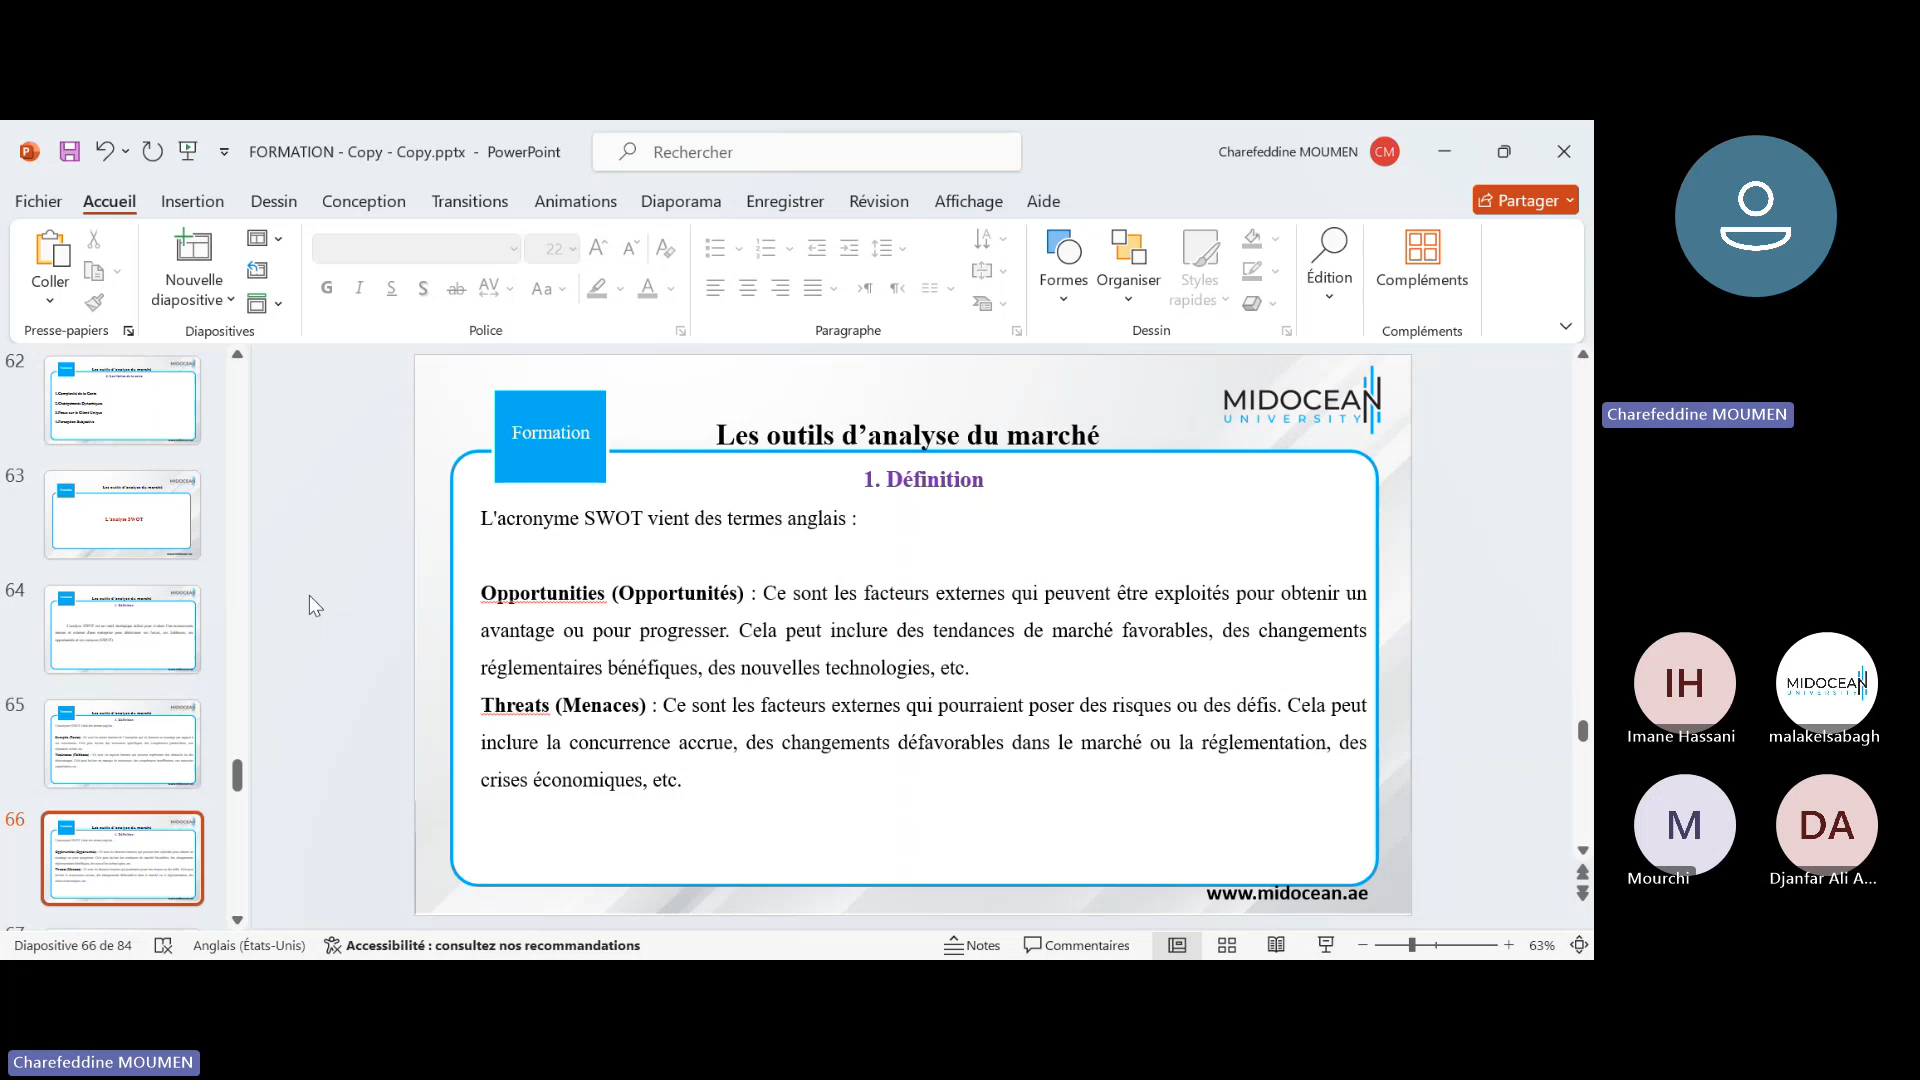 FORMATION - Copy - Copy.pptx - PowerPoint
Rechercher
Charefeddine MOUMEN
CM
Fichier Accueil Insertion Dessin Conception Transitions Animations Diaporama Enregistrer Révision Affichage Aide
Partager
Coller
Nouvelle diapositive
22
Formes Organiser Styles rapides
Édition
Compléments
Presse-papiers
Diapositives
Police
Paragraphe
Dessin
Compléments
62
63
L'analyse SWOT
64
65
66
Formation
MIDOCEAN
UNIVERSITY
Les outils d’analyse du marché
1. Définition
L'acronyme SWOT vient des termes anglais :
Opportunities (Opportunités) : Ce sont les facteurs externes qui peuvent être exploités pour obtenir un
avantage ou pour progresser. Cela peut inclure des tendances de marché favorables, des changements
réglementaires bénéfiques, des nouvelles technologies, etc.
Threats (Menaces) : Ce sont les facteurs externes qui pourraient poser des risques ou des défis. Cela peut
inclure la concurrence accrue, des changements défavorables dans le marché ou la réglementation, des
crises économiques, etc.
www.midocean.ae
Diapositive 66 de 84
Anglais (États-Unis)
Accessibilité : consultez nos recommandations
Notes
Commentaires
63%
Charefeddine MOUMEN
IH
Imane Hassani
MIDOCEAN
UNIVERSITY
malakelsabagh
M
Mourchi
DA
Djanfar Ali A...
Charefeddine MOUMEN